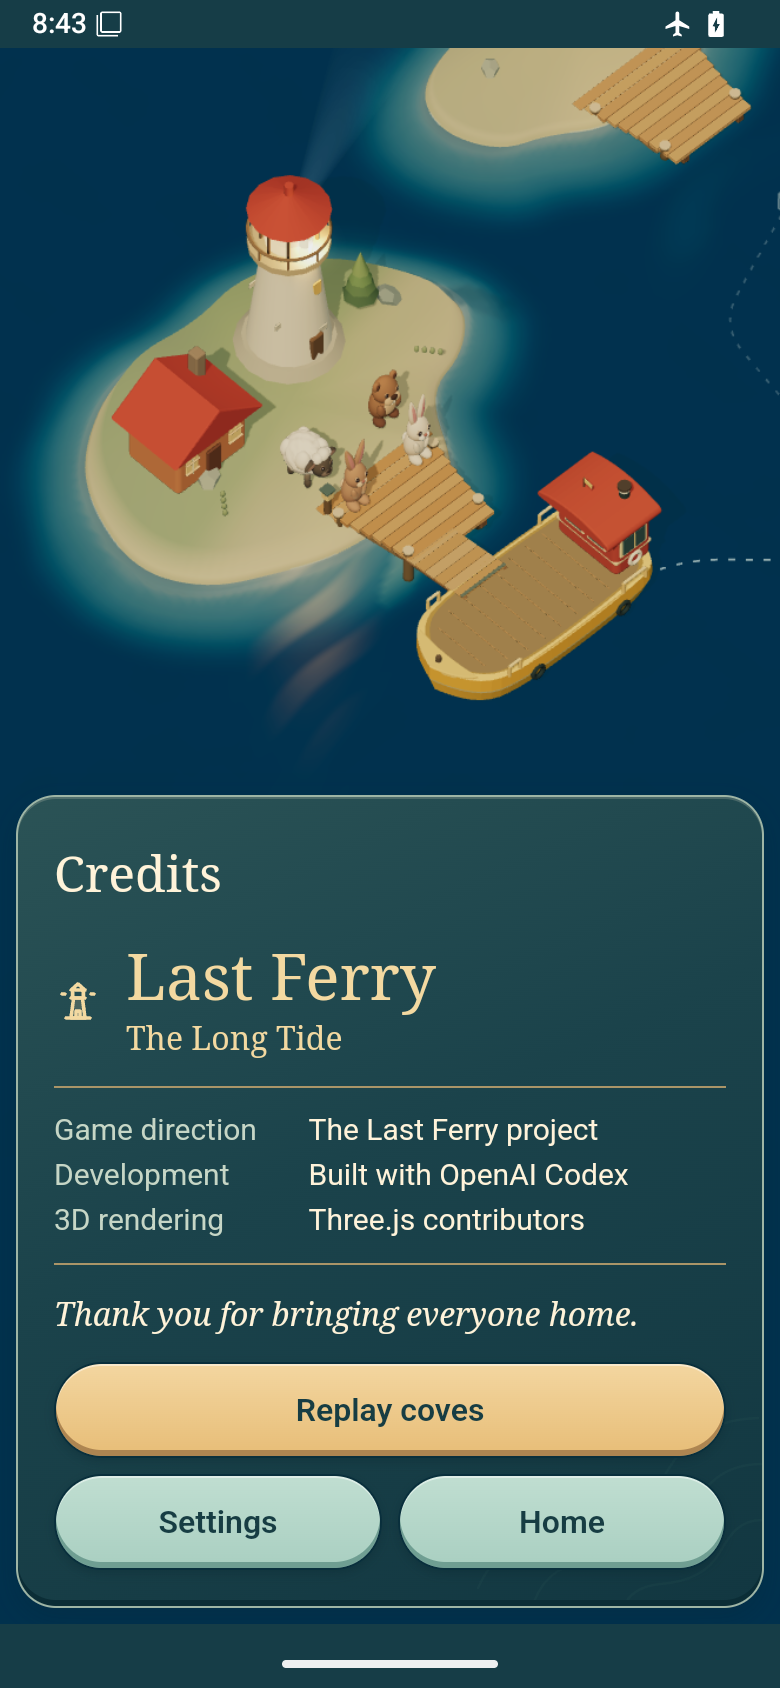 8:43
Credits
Last Ferry
The Long Tide
Game direction The Last Ferry project
Development Built with OpenAI Codex
3D rendering Three.js contributors
Thank you for bringing everyone home.
Replay coves
Settings Home